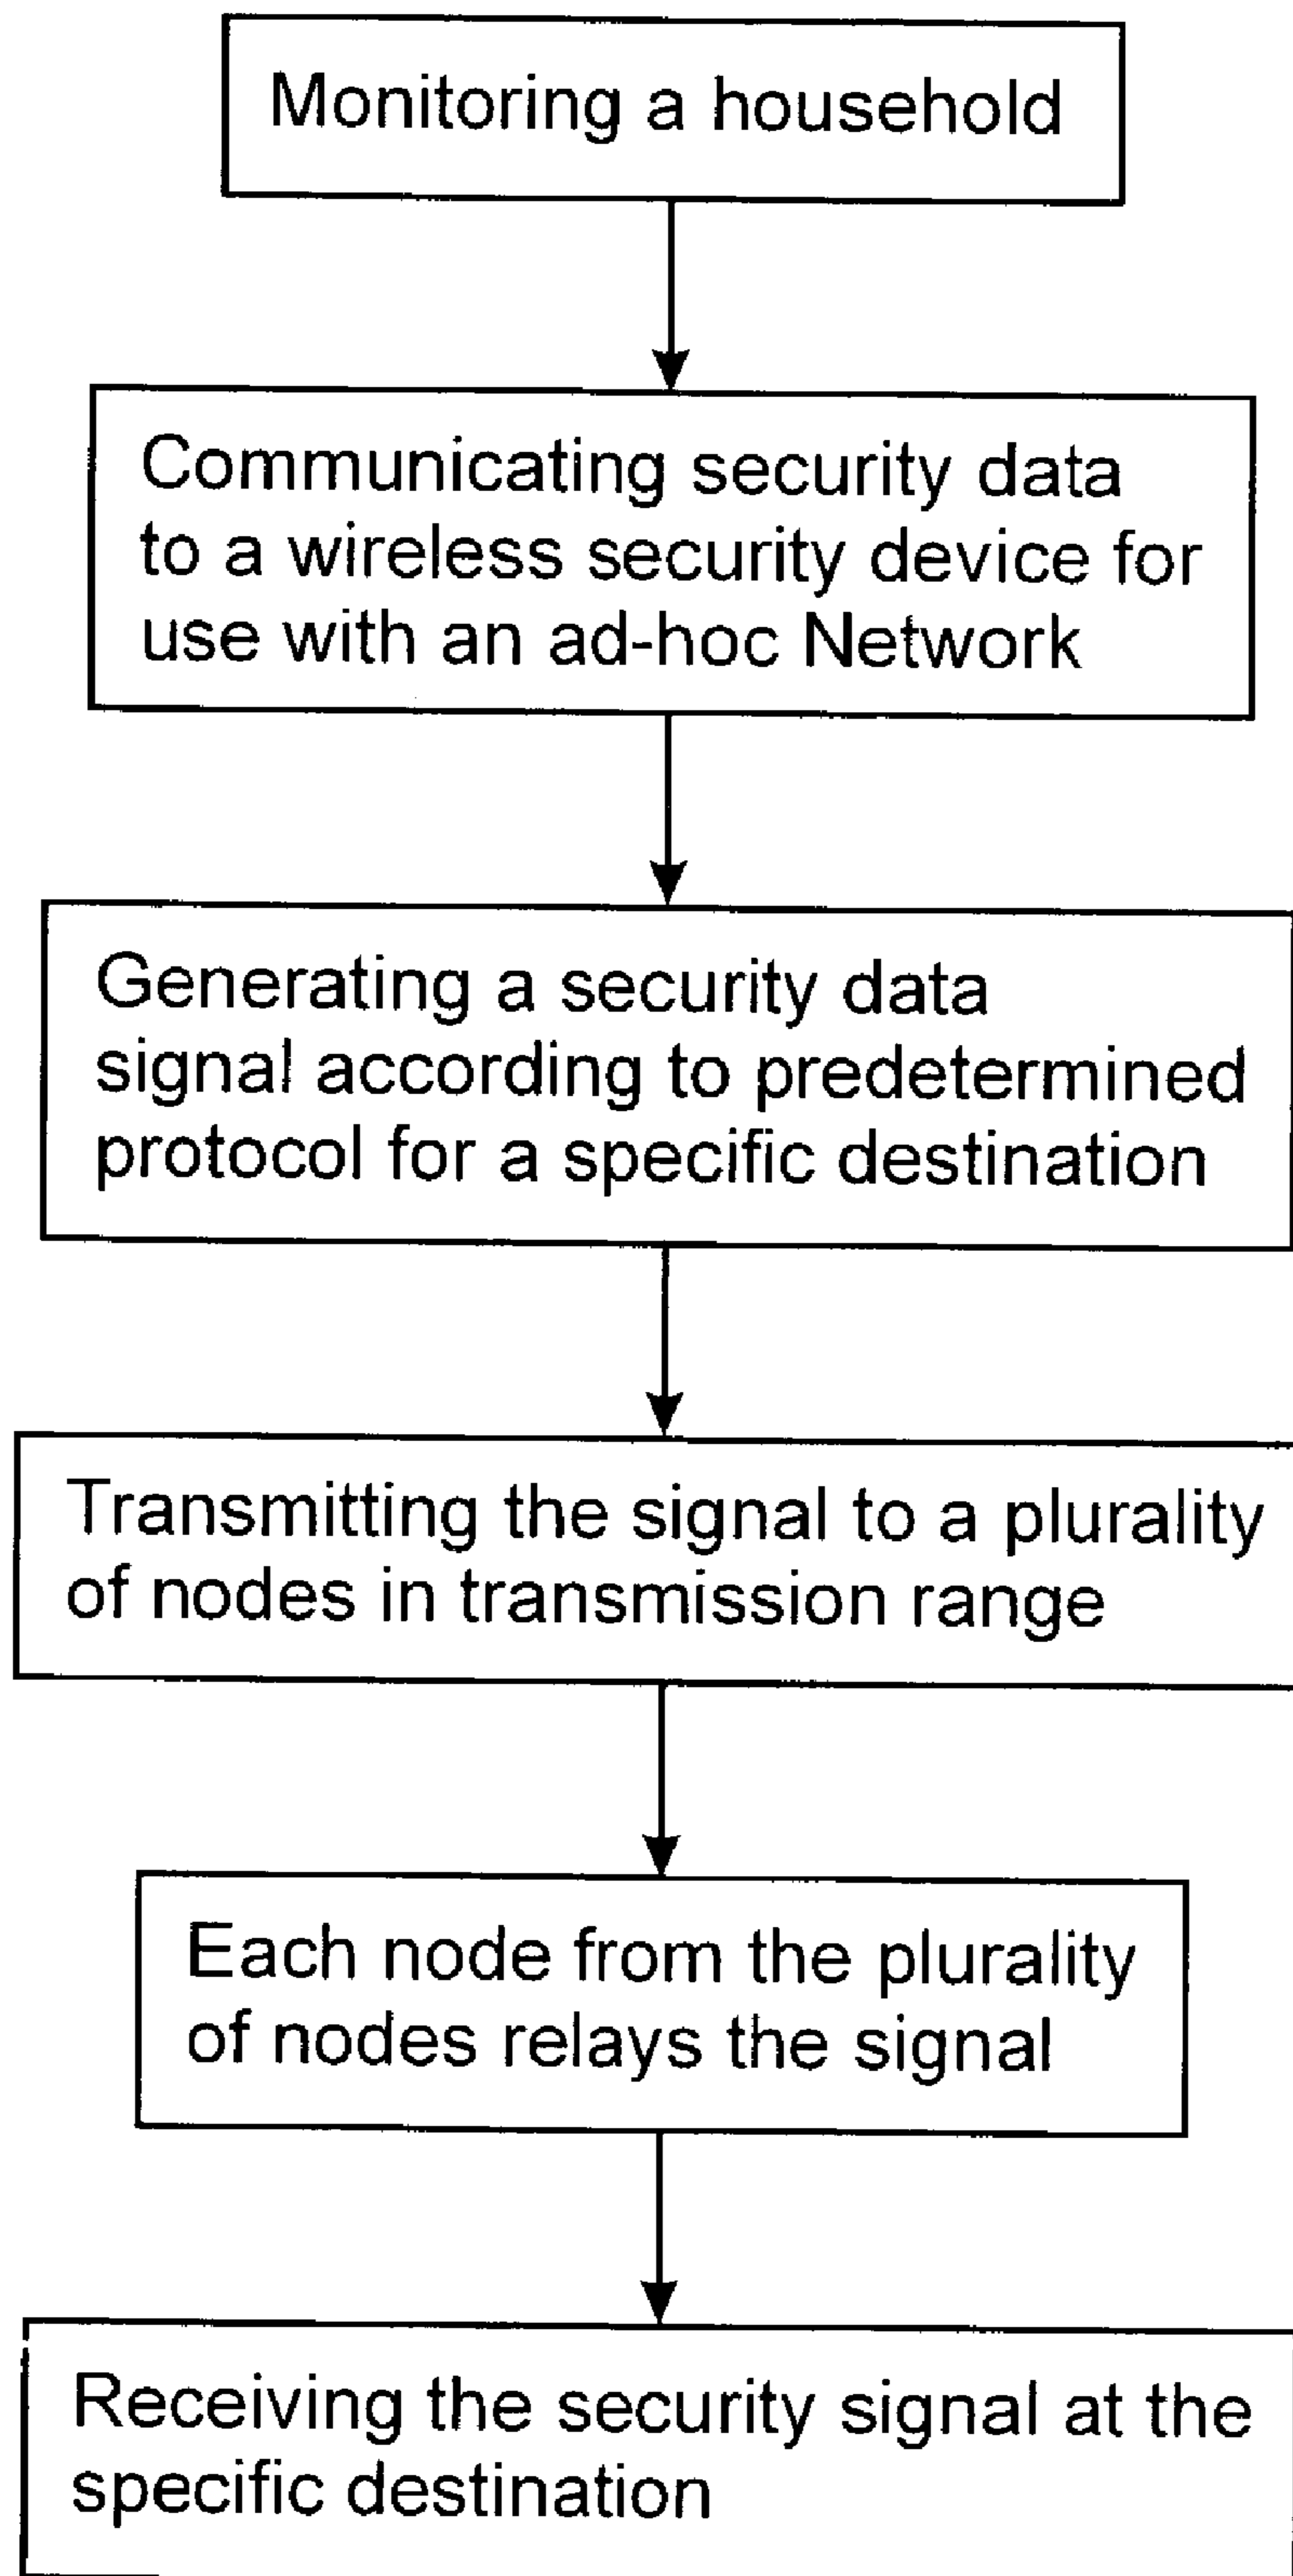 Monitoring a household
Communicating security data
to a wireless security device for
use with an ad-hoc Network
Generating a security data
signal according to predetermined
protocol for a specific destination
Transmitting the signal to a plurality
of nodes in transmission range
Each node from the plurality
of nodes relays the signal
Receiving the security signal at the
specific destination